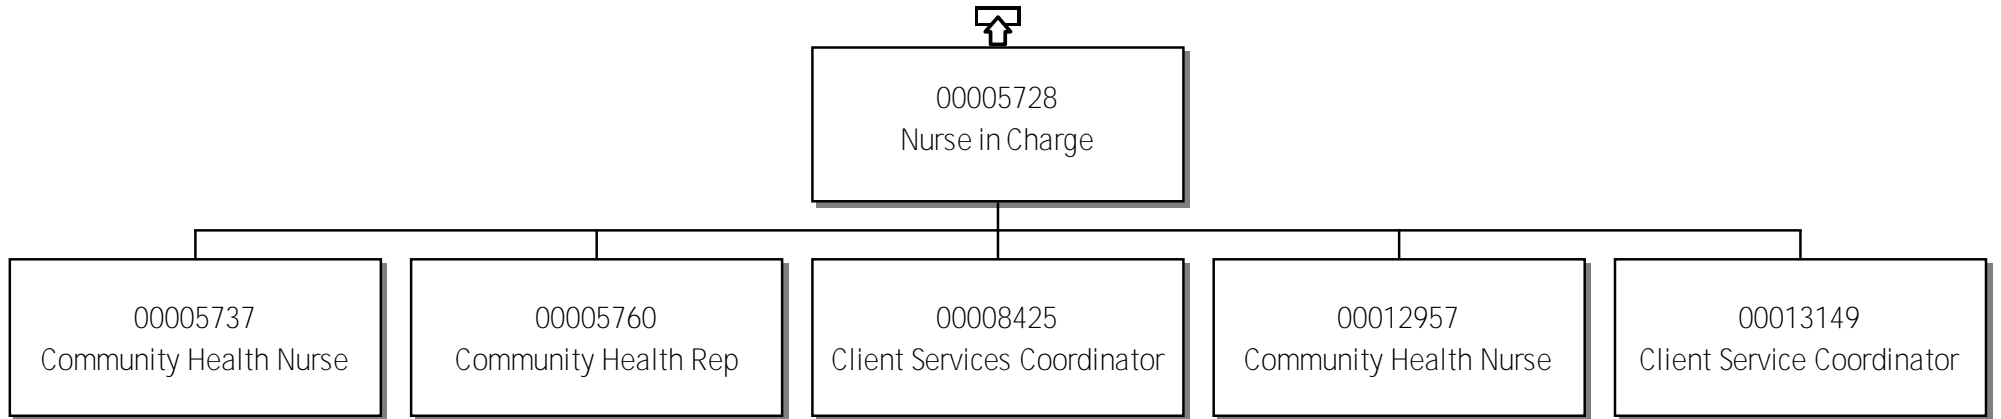 00005728
Nurse in Charge
00005737
Community Health Nurse
00005760
Community Health Rep
00008425
Client Services Coordinator
00012957
Community Health Nurse
00013149
Client Service Coordinator